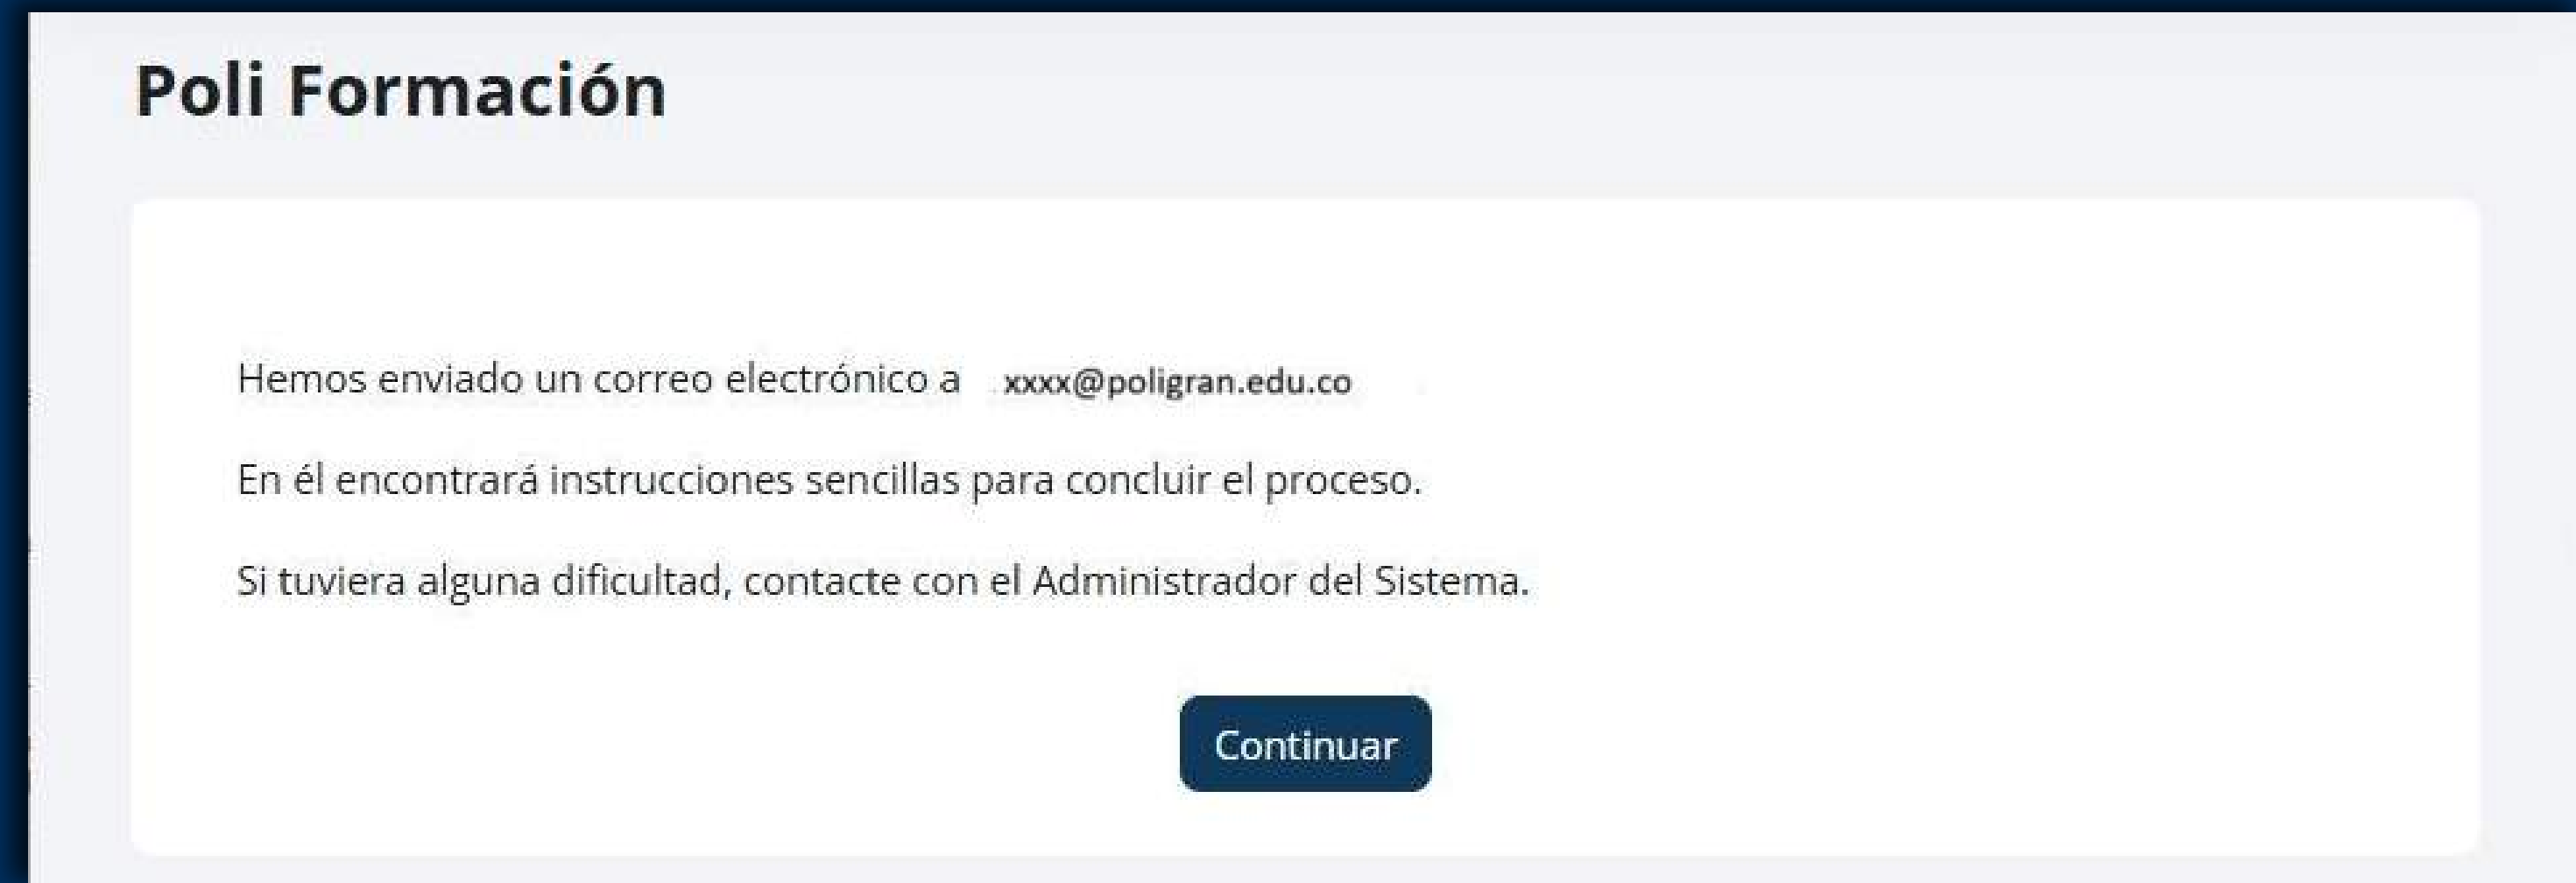 Poli Formación
Hemos enviado un correo electrónico a xxxx@poligran.edu.co
En él encontrará instrucciones sencillas para concluir el proceso.
Si tuviera alguna dificultad, contacte con el Administrador del Sistema.
Continuar